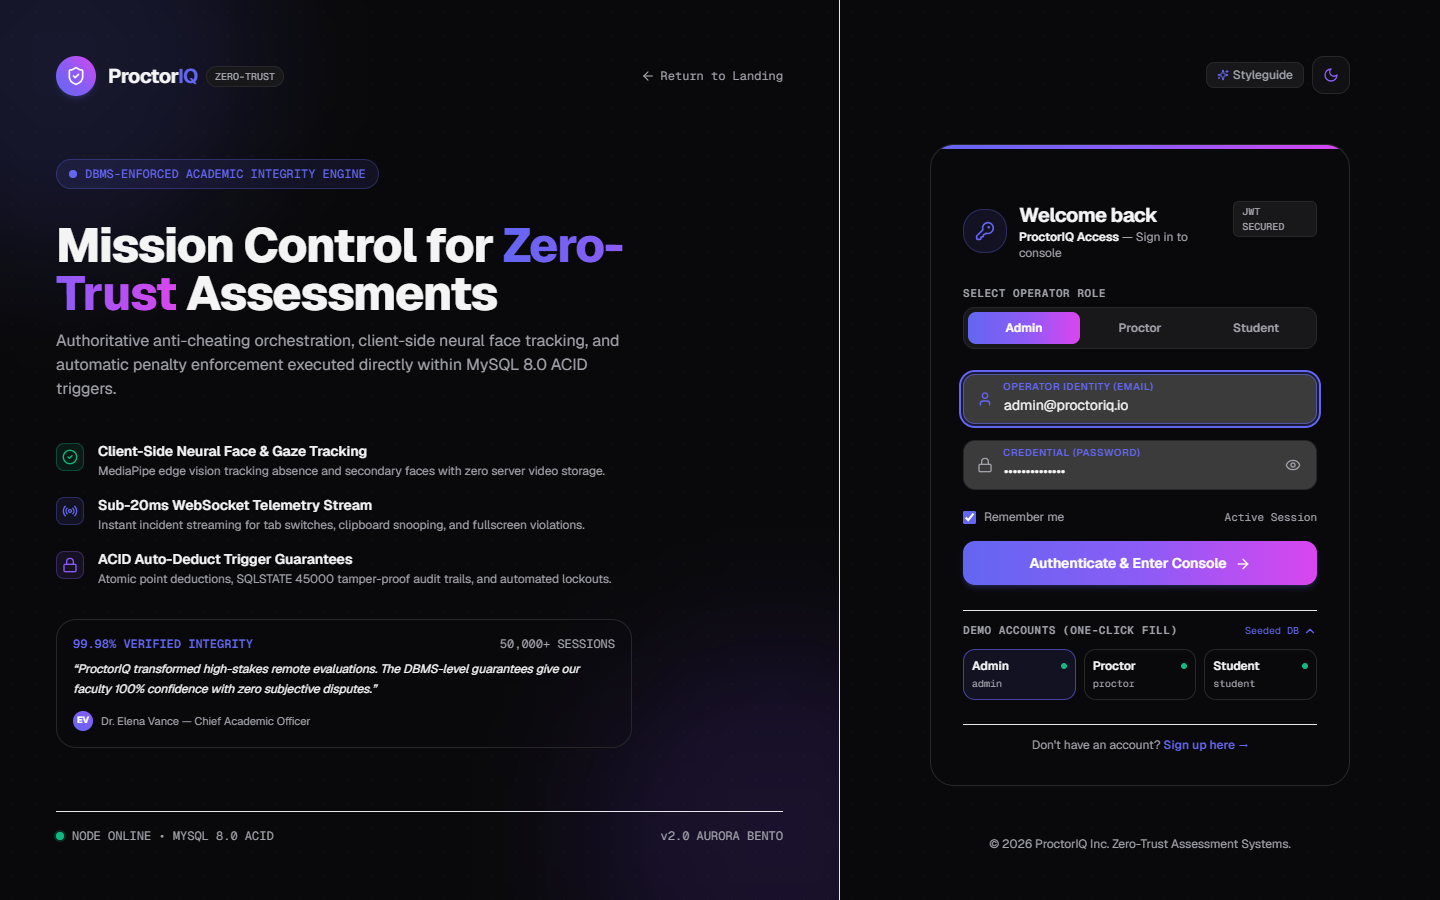 ProctorIQ ZERO-TRUST
← Return to Landing
DBMS-ENFORCED ACADEMIC INTEGRITY ENGINE
Mission Control for Zero-
Trust Assessments
Authoritative anti-cheating orchestration, client-side neural face tracking, and
automatic penalty enforcement executed directly within MySQL 8.0 ACID
triggers.
Client-Side Neural Face & Gaze Tracking
MediaPipe edge vision tracking absence and secondary faces with zero server video storage.
Sub-20ms WebSocket Telemetry Stream
Instant incident streaming for tab switches, clipboard snooping, and fullscreen violations.
ACID Auto-Deduct Trigger Guarantees
Atomic point deductions, SQLSTATE 45000 tamper-proof audit trails, and automated lockouts.
99.98% VERIFIED INTEGRITY
50,000+ SESSIONS
“ProctorIQ transformed high-stakes remote evaluations. The DBMS-level guarantees give our
faculty 100% confidence with zero subjective disputes.”
EV Dr. Elena Vance — Chief Academic Officer
NODE ONLINE • MYSQL 8.0 ACID
v2.0 AURORA BENTO
Styleguide
Welcome back
ProctorIQ Access — Sign in to
console
JWT
SECURED
SELECT OPERATOR ROLE
Admin
Proctor
Student
OPERATOR IDENTITY (EMAIL)
admin@proctoriq.io
CREDENTIAL (PASSWORD)
••••••••••••••
Remember me
Active Session
Authenticate & Enter Console →
DEMO ACCOUNTS (ONE-CLICK FILL)
Seeded DB
Admin
admin
Proctor
proctor
Student
student
Don't have an account? Sign up here →
© 2026 ProctorIQ Inc. Zero-Trust Assessment Systems.